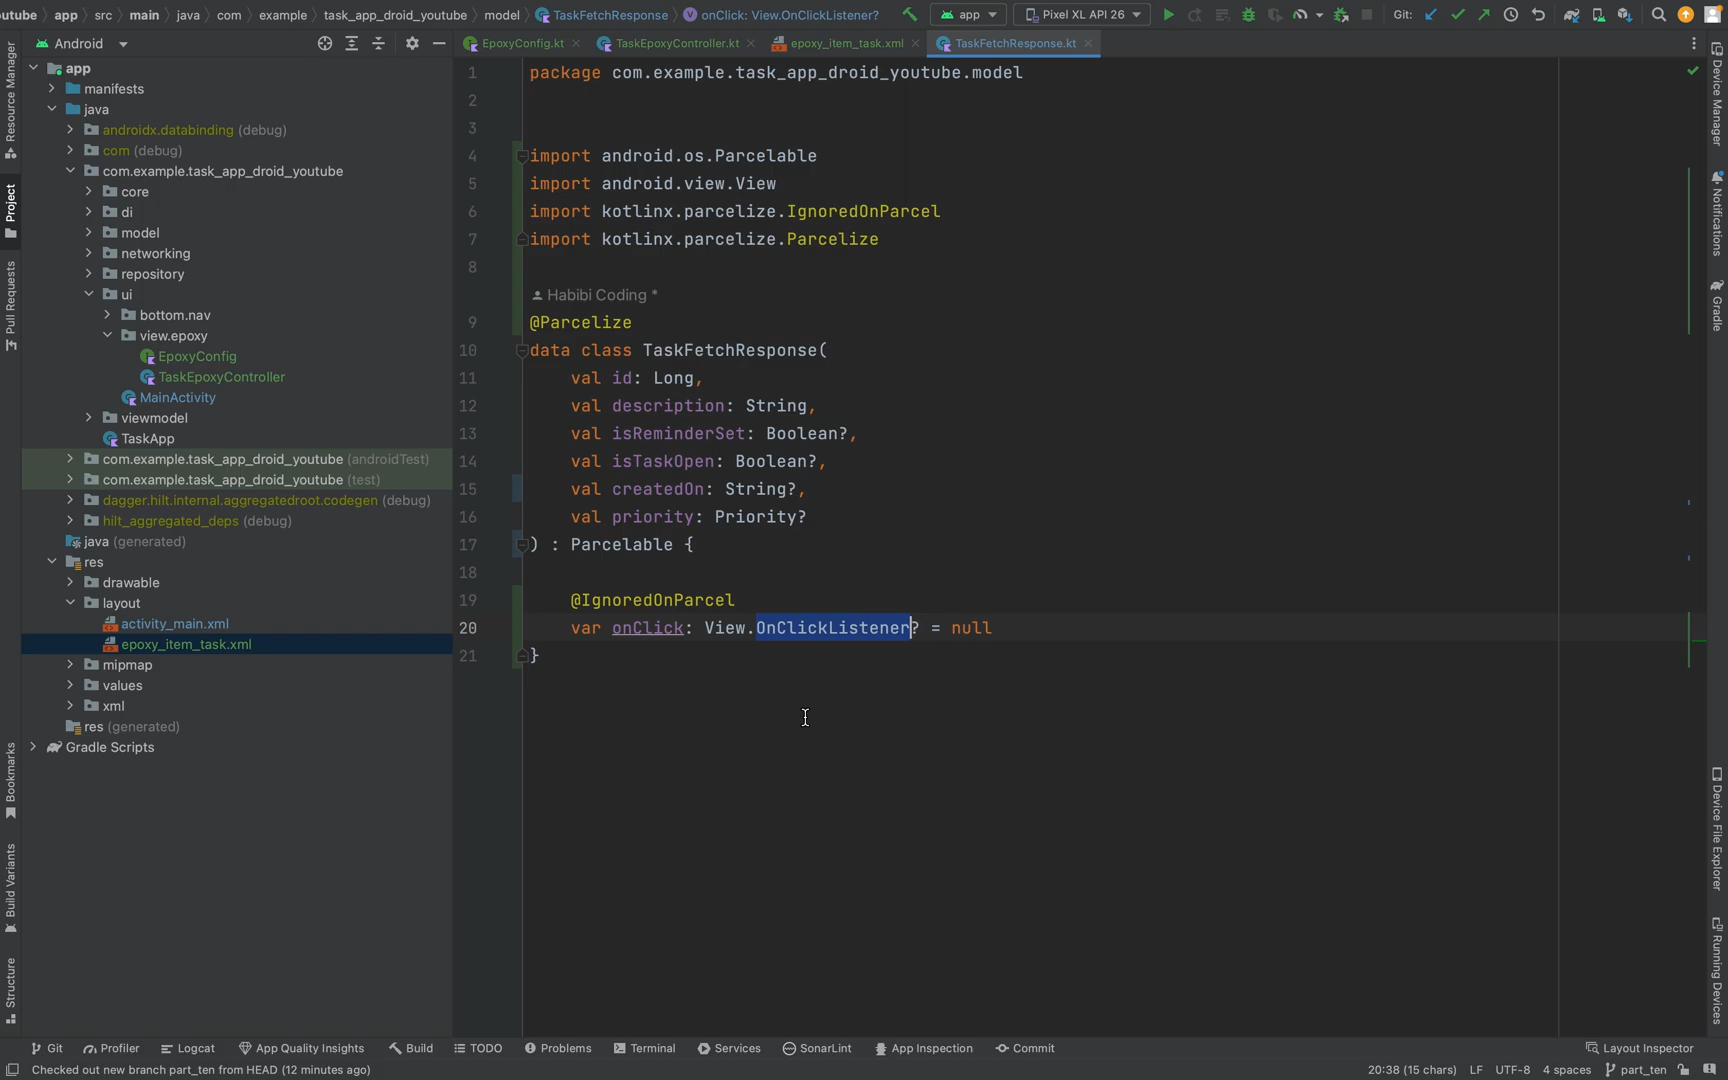 outube › app › src › main › java › com › example › task_app_droid_youtube › model › TaskFetchResponse › onClick: View.OnClickListener? app Pixel XL API 26 Git:
Android
EpoxyConfig.kt TaskEpoxyController.kt epoxy_item_task.xml TaskFetchResponse.kt
Resource Manager
Project
Pull Requests
Bookmarks
Build Variants
Structure
app
manifests
java
androidx.databinding (debug)
com (debug)
com.example.task_app_droid_youtube
core
di
model
networking
repository
ui
bottom.nav
view.epoxy
EpoxyConfig
TaskEpoxyController
MainActivity
viewmodel
TaskApp
com.example.task_app_droid_youtube (androidTest)
com.example.task_app_droid_youtube (test)
dagger.hilt.internal.aggregatedroot.codegen (debug)
hilt_aggregated_deps (debug)
java (generated)
res
drawable
layout
activity_main.xml
epoxy_item_task.xml
mipmap
values
xml
res (generated)
Gradle Scripts
1 package com.example.task_app_droid_youtube.model
2
3
4 import android.os.Parcelable
5 import android.view.View
6 import kotlinx.parcelize.IgnoredOnParcel
7 import kotlinx.parcelize.Parcelize
8
Habibi Coding *
9 @Parcelize
10 data class TaskFetchResponse(
11 val id: Long,
12 val description: String,
13 val isReminderSet: Boolean?,
14 val isTaskOpen: Boolean?,
15 val createdOn: String?,
16 val priority: Priority?
17 ) : Parcelable {
18
19 @IgnoredOnParcel
20 var onClick: View.OnClickListener? = null
21 }
Device Manager
Notifications
Gradle
Device File Explorer
Running Devices
Git Profiler Logcat App Quality Insights Build TODO Problems Terminal Services SonarLint App Inspection Commit Layout Inspector
Checked out new branch part_ten from HEAD (12 minutes ago) 20:38 (15 chars) LF UTF-8 4 spaces part_ten